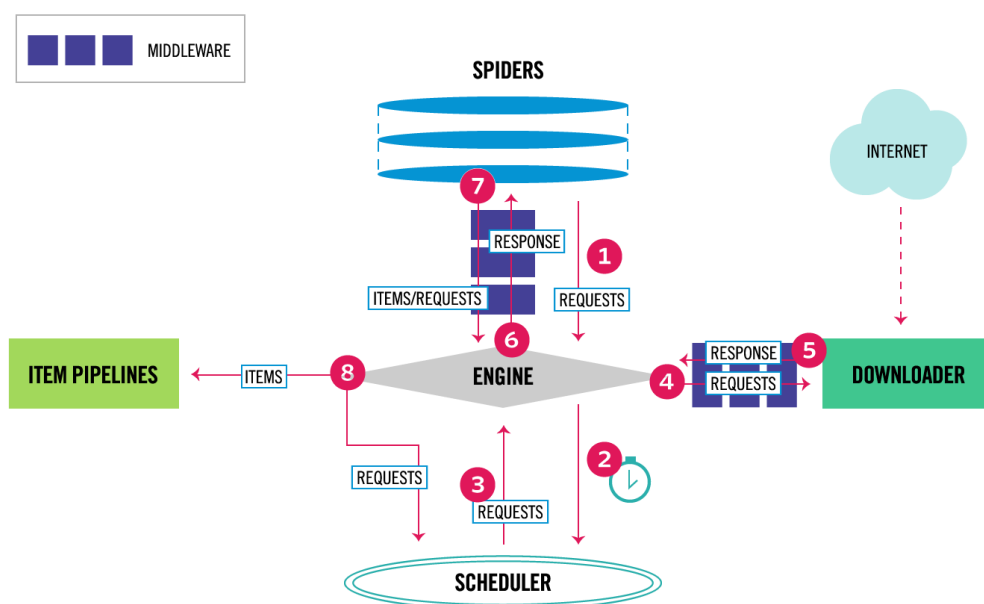 MIDDLEWARE
SPIDERS
INTERNET
7
RESPONSE
1
ITEMS/REQUESTS
REQUESTS
6
ITEM PIPELINES
ITEMS
8
ENGINE
4
RESPONSE
REQUESTS
5
DOWNLOADER
REQUESTS
3
REQUESTS
2
SCHEDULER